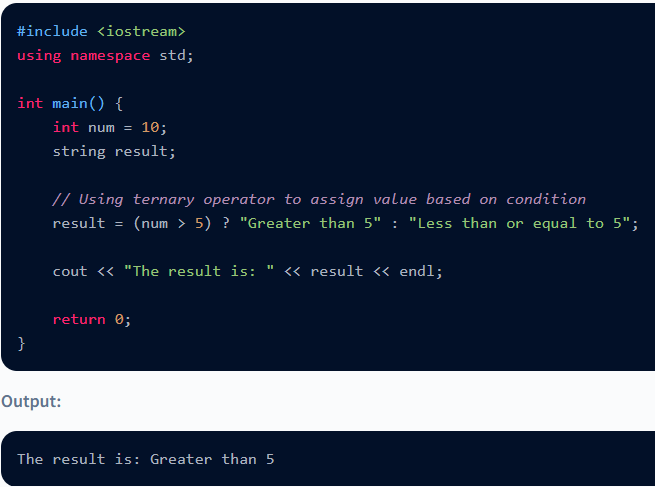 #include <iostream>
using namespace std;
int main() {
    int num = 10;
    string result;
    // Using ternary operator to assign value based on condition
    result = (num > 5) ? "Greater than 5" : "Less than or equal to 5";
    cout << "The result is: " << result << endl;
    return 0;
}
Output:
The result is: Greater than 5